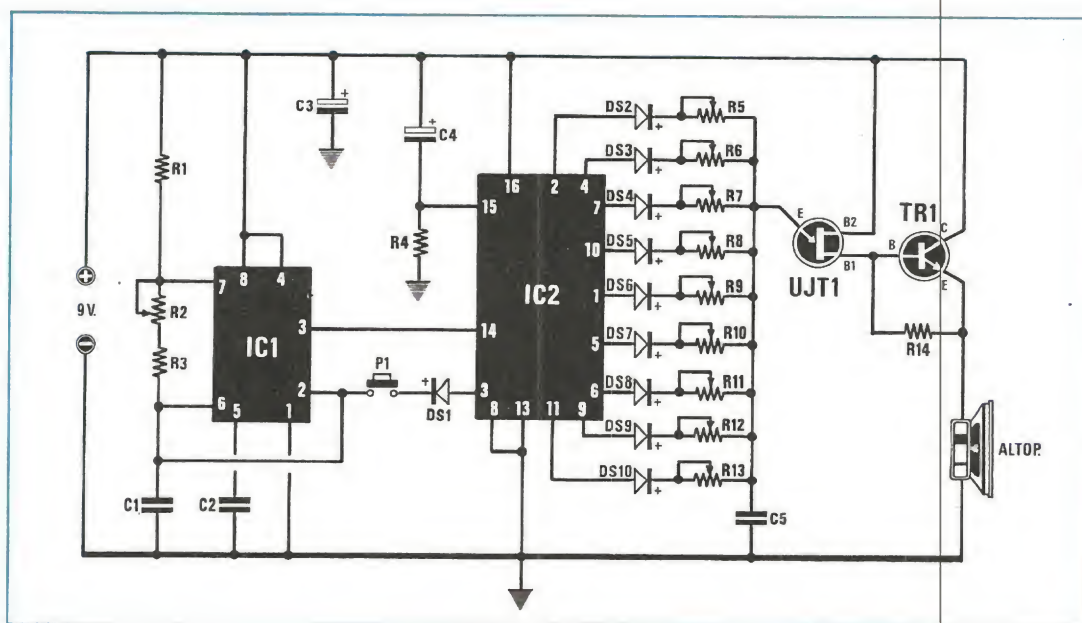 C3
+
C4
+
R1
R4
R2
R3
9V.
+
−
7
8
4
IC1
3
6
5
2
1
C1
C2
P1
+
DS1
16
2
4
15
7
10
IC2
1
14
5
3
6
8
13
11
9
DS2
+
R5
DS3
+
R6
DS4
+
R7
DS5
+
R8
DS6
+
R9
DS7
+
R10
DS8
+
R11
DS9
+
R12
DS10
+
R13
C5
E
B2
B1
UJT1
TR1
C
B
E
R14
ALTOP.